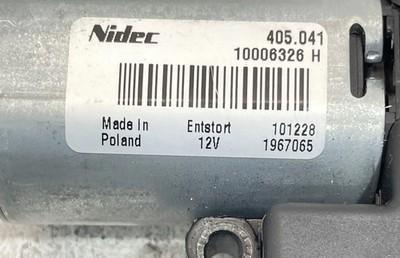 Nidec 405.041
10006326 H
Made In Entstort 101228
Poland 12V 1967065